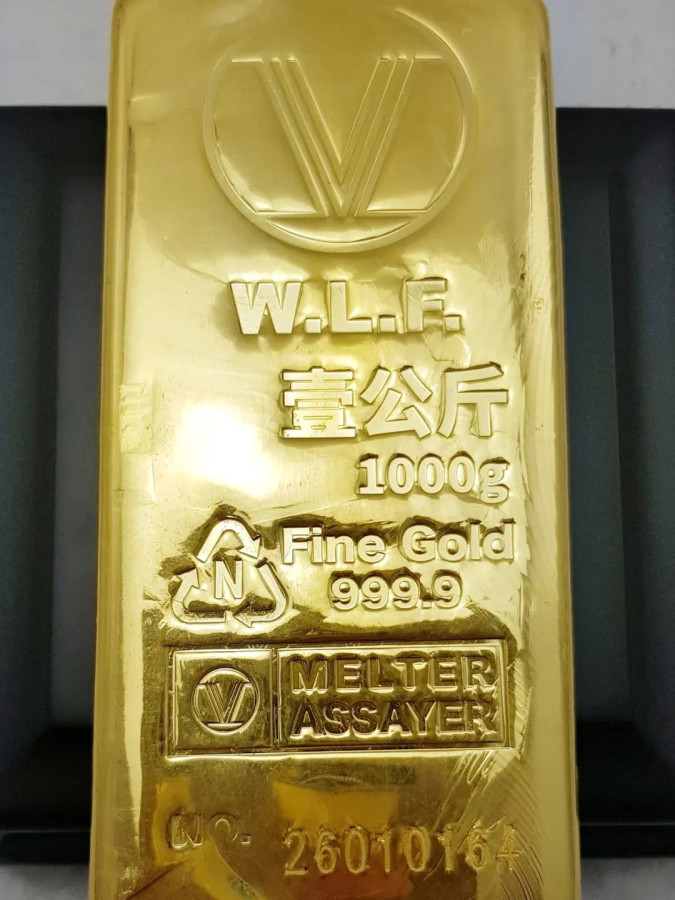 W.L.F.
壹公斤
1000g
N
Fine Gold
999.9
MELTER
ASSAYER
NO. 26010164